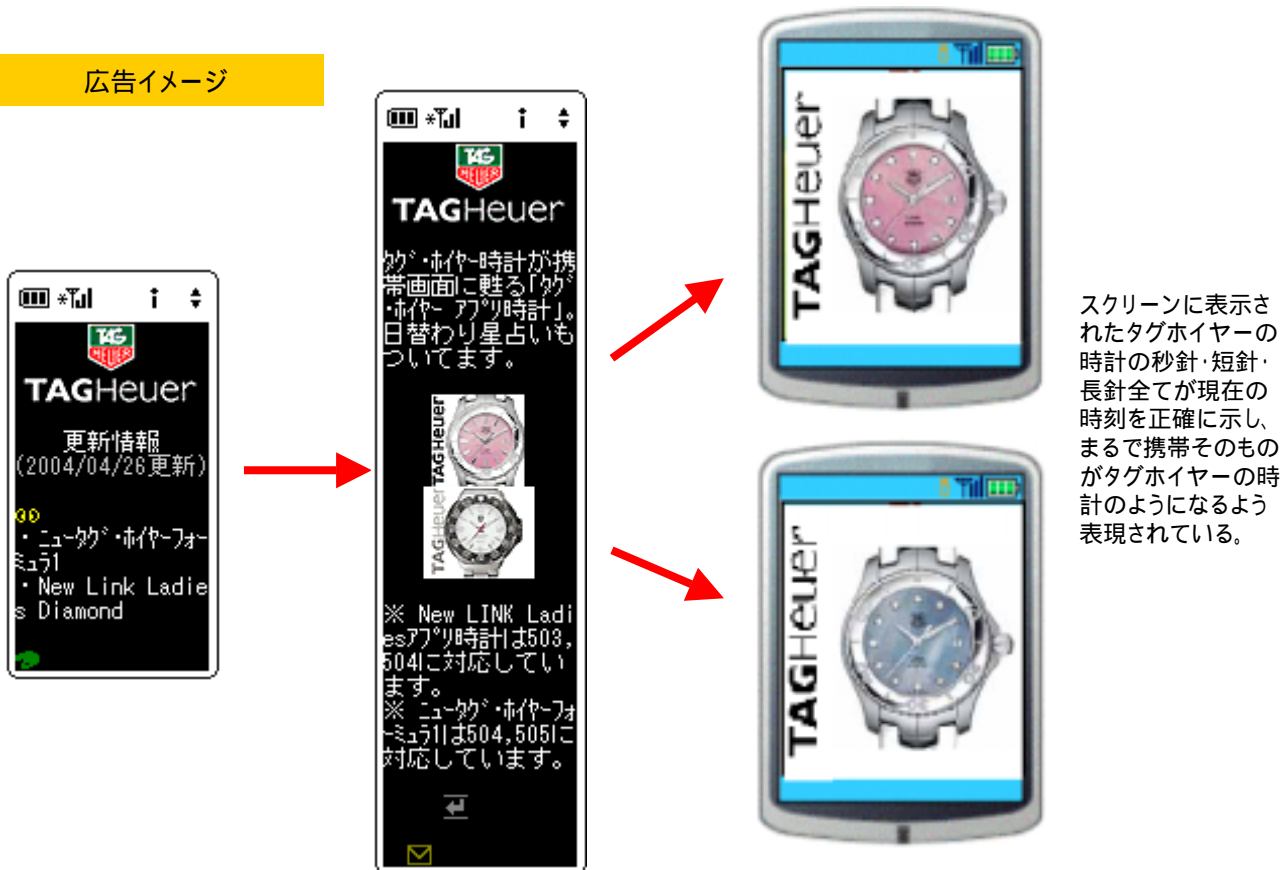 広告イメージ
TAG
HEUER
TAGHeuer
更新情報
(2004/04/26更新)
・ ﾆｭｰﾀｸﾞ･ﾎｲﾔｰﾌｫｰ
ﾐｭﾗ1
・ New Link Ladie
s Diamond
TAG
HEUER
TAGHeuer
ﾀｸﾞ･ﾎｲﾔｰ時計が携
帯画面に甦る｢ﾀｸﾞ
･ﾎｲﾔｰ ｱﾌﾟﾘ時計｣。
日替わり星占いも
ついてます。
TAGHeuer
TAGHeuer
※ New LINK Ladi
esｱﾌﾟﾘ時計は503,
504に対応してい
ます。
※ ﾆｭｰﾀｸﾞ･ﾎｲﾔｰﾌｫ
ｰﾐｭﾗ1は504,505に
対応しています。
TAGHeuer
TAGHeuer
スクリーンに表示さ
れたタグホイヤーの
時計の秒針・短針・
長針全てが現在の
時刻を正確に示し、
まるで携帯そのもの
がタグホイヤーの時
計のようになるよう
表現されている。